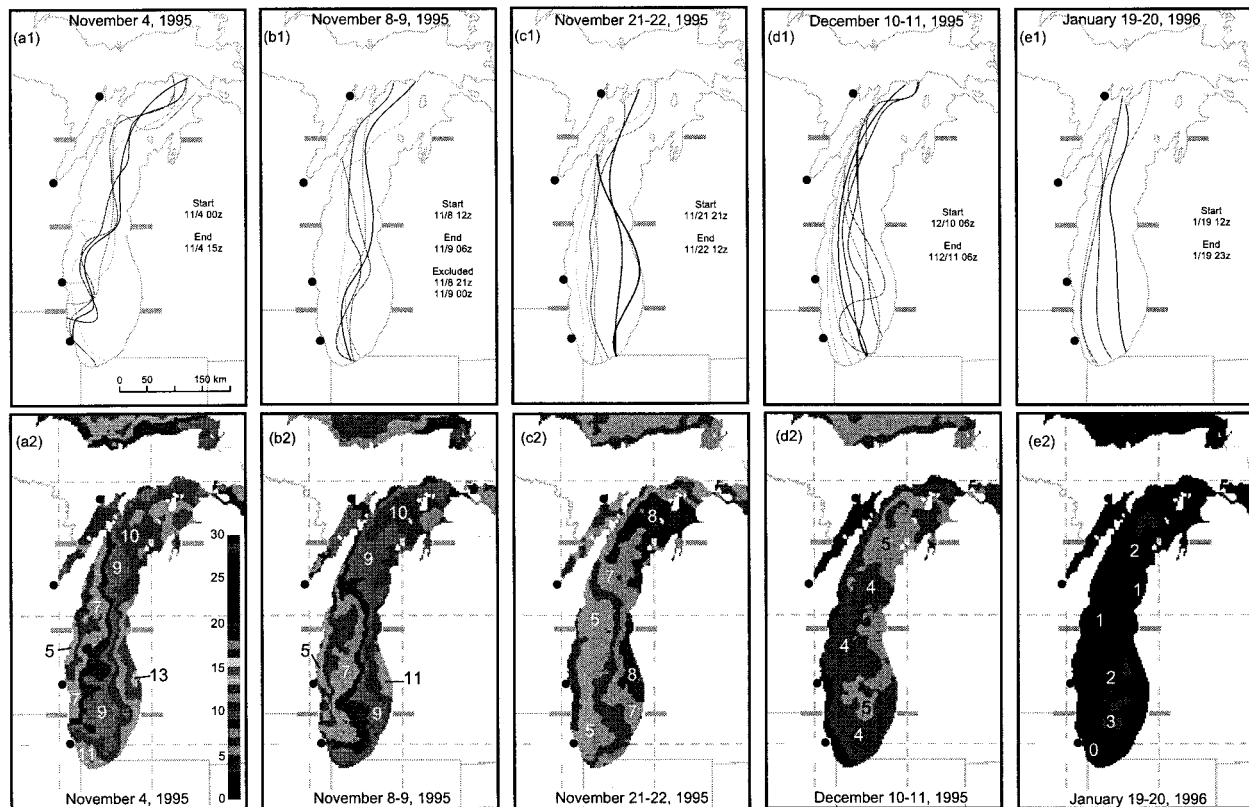 November 4, 1995
(a1)
Start
11/4 00z
End
11/4 15z
0 50 150 km
November 8-9, 1995
(b1)
Start
11/8 12z
End
11/9 06z
Excluded
11/8 21z
11/9 00z
November 21-22, 1995
(c1)
Start
11/21 21z
End
11/22 12z
December 10-11, 1995
(d1)
Start
12/10 06z
End
112/11 06z
January 19-20, 1996
(e1)
Start
1/19 12z
End
1/19 23z
(a2)
10
9
7
5
13
7
9
30
25
20
15
10
5
0
November 4, 1995
(b2)
10
9
5
7
11
9
November 8-9, 1995
(c2)
8
7
5
8
7
5
November 21-22, 1995
(d2)
5
4
4
5
4
December 10-11, 1995
(e2)
2
1
1
2
3
0
January 19-20, 1996